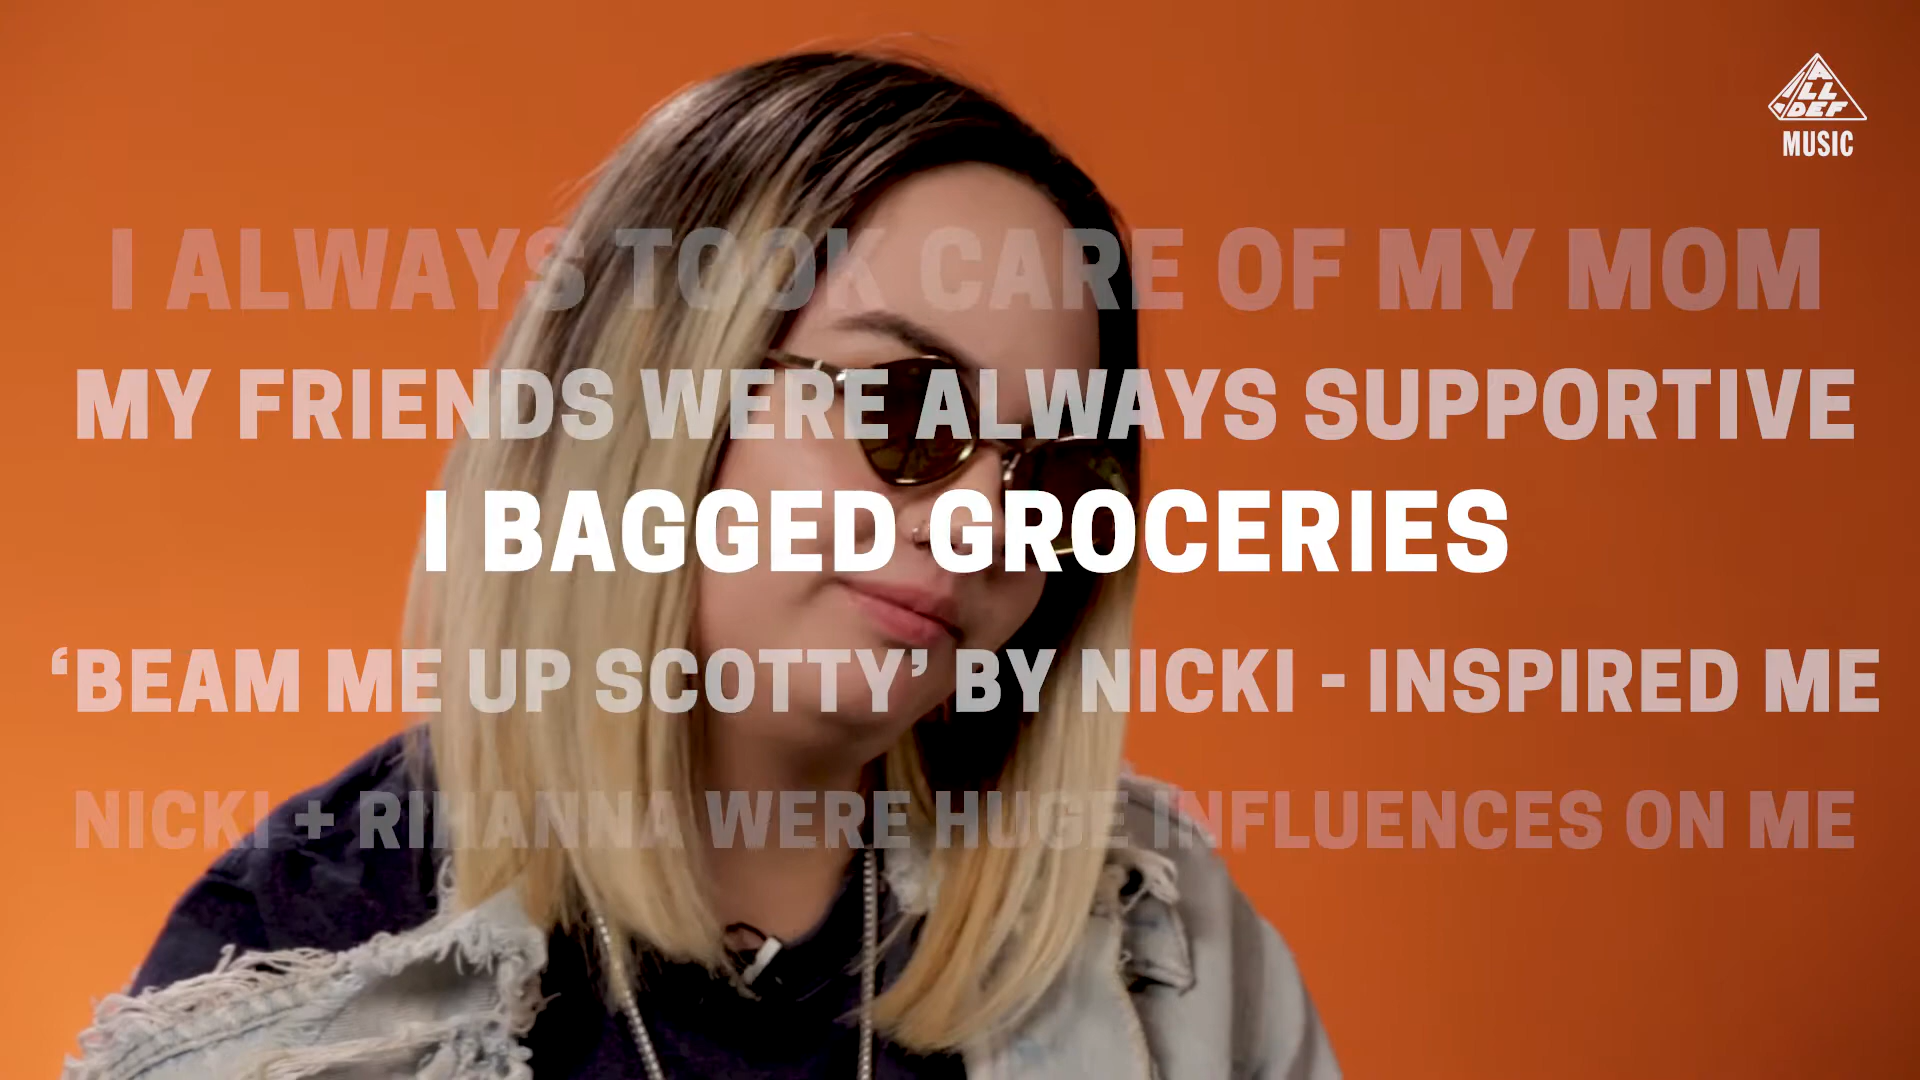 ALL
DEF
MUSIC
I ALWAYS TOOK CARE OF MY MOM
MY FRIENDS WERE ALWAYS SUPPORTIVE
I BAGGED GROCERIES
‘BEAM ME UP SCOTTY’ BY NICKI - INSPIRED ME
NICKI + RIHANNA WERE HUGE INFLUENCES ON ME